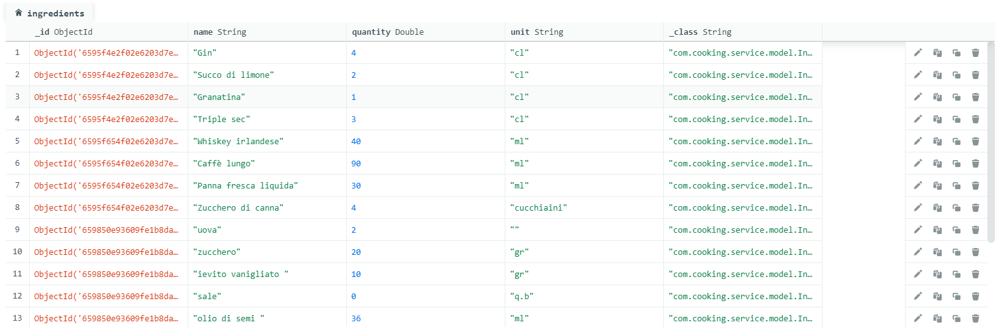 ingredients
_id ObjectId name String quantity Double unit String _class String
1 ObjectId('6595f4e2f02e6203d7e… "Gin" 4 "cl" "com.cooking.service.model.In…
2 ObjectId('6595f4e2f02e6203d7e… "Succo di limone" 2 "cl" "com.cooking.service.model.In…
3 ObjectId('6595f4e2f02e6203d7e… "Granatina" 1 "cl" "com.cooking.service.model.In…
4 ObjectId('6595f4e2f02e6203d7e… "Triple sec" 3 "cl" "com.cooking.service.model.In…
5 ObjectId('6595f654f02e6203d7e… "Whiskey irlandese" 40 "ml" "com.cooking.service.model.In…
6 ObjectId('6595f654f02e6203d7e… "Caffè lungo" 90 "ml" "com.cooking.service.model.In…
7 ObjectId('6595f654f02e6203d7e… "Panna fresca liquida" 30 "ml" "com.cooking.service.model.In…
8 ObjectId('6595f654f02e6203d7e… "Zucchero di canna" 4 "cucchiaini" "com.cooking.service.model.In…
9 ObjectId('659850e93609fe1b8da… "uova" 2 "" "com.cooking.service.model.In…
10 ObjectId('659850e93609fe1b8da… "zucchero" 20 "gr" "com.cooking.service.model.In…
11 ObjectId('659850e93609fe1b8da… "ievito vanigliato " 10 "gr" "com.cooking.service.model.In…
12 ObjectId('659850e93609fe1b8da… "sale" 0 "q.b" "com.cooking.service.model.In…
13 ObjectId('659850e93609fe1b8da… "olio di semi " 36 "ml" "com.cooking.service.model.In…